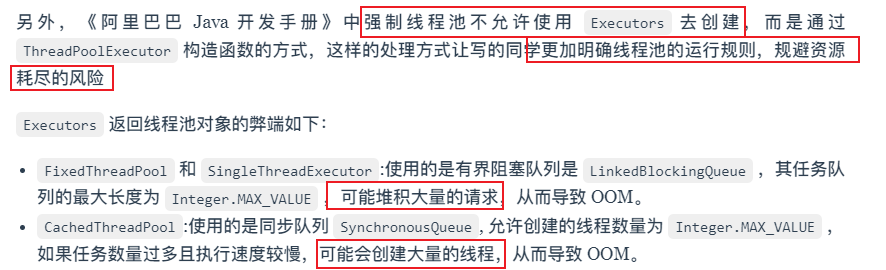 另外，《阿里巴巴 Java 开发手册》中强制线程池不允许使用 Executors 去创建，而是通过
ThreadPoolExecutor 构造函数的方式，这样的处理方式让写的同学更加明确线程池的运行规则，规避资源
耗尽的风险
Executors 返回线程池对象的弊端如下：
• FixedThreadPool 和 SingleThreadExecutor:使用的是有界阻塞队列是 LinkedBlockingQueue ，其任务队
列的最大长度为 Integer.MAX_VALUE ，可能堆积大量的请求，从而导致 OOM。
• CachedThreadPool:使用的是同步队列 SynchronousQueue, 允许创建的线程数量为 Integer.MAX_VALUE ，
如果任务数量过多且执行速度较慢，可能会创建大量的线程，从而导致 OOM。